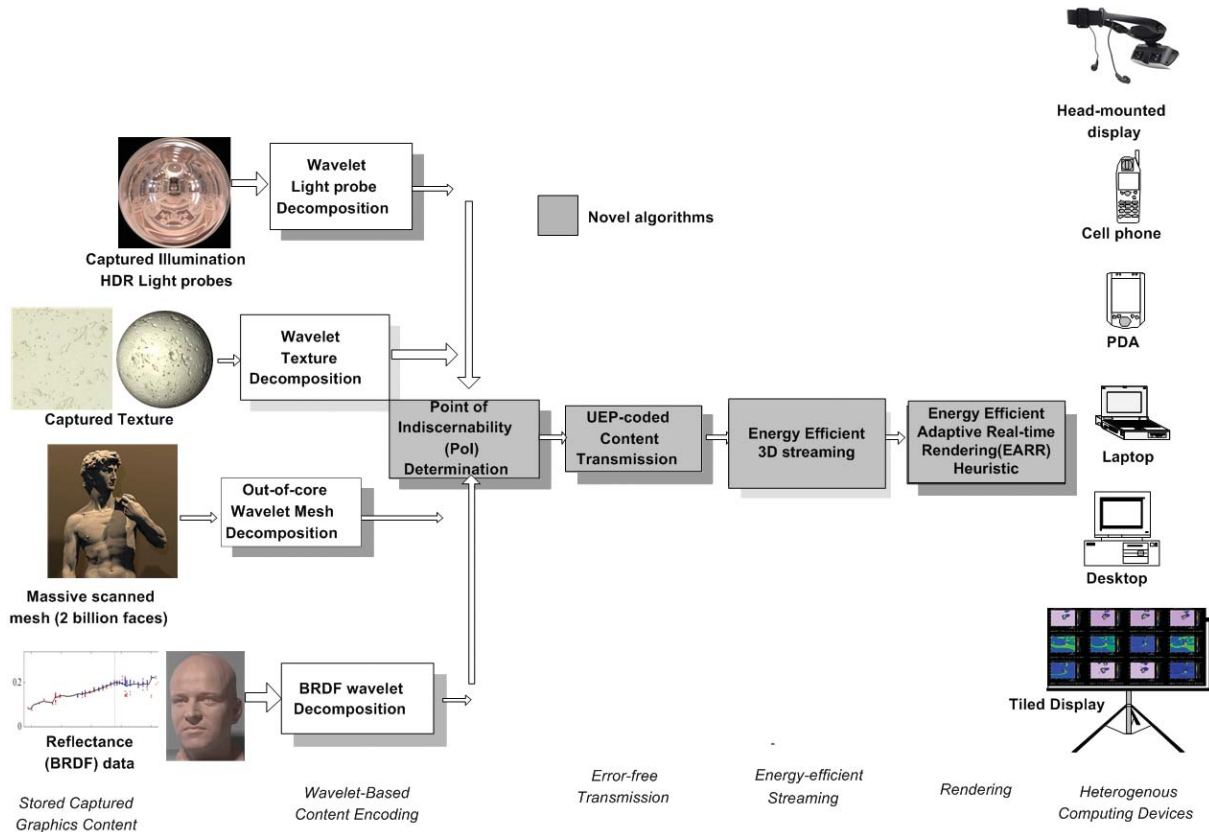 Head-mounted
display
Wavelet
Light probe
Decomposition
Novel algorithms
Cell phone
Captured Illumination
HDR Light probes
Wavelet
Texture
Decomposition
PDA
Captured Texture
Point of
Indiscernability
(PoI)
Determination
UEP-coded
Content
Transmission
Energy Efficient
3D streaming
Energy Efficient
Adaptive Real-time
Rendering(EARR)
Heuristic
Laptop
Out-of-core
Wavelet Mesh
Decomposition
Desktop
Massive scanned
mesh (2 billion faces)
0.2
0
BRDF wavelet
Decomposition
Tiled Display
Reflectance
(BRDF) data
Stored Captured
Graphics Content
Wavelet-Based
Content Encoding
Error-free
Transmission
Energy-efficient
Streaming
Rendering
Heterogenous
Computing Devices